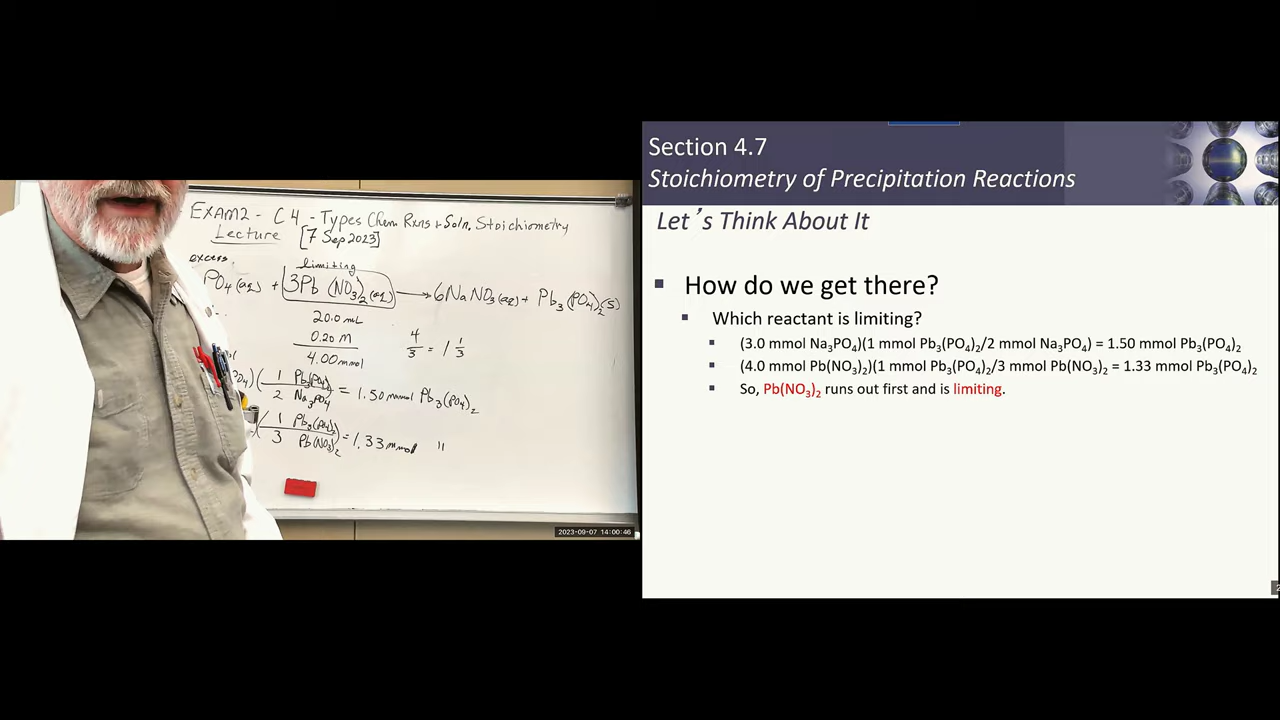 EXAM2 - C4 - Types Chem Rxns + Soln. Stoichiometry
Lecture [7 Sep 2023]
excess limiting
PO₄(aq) + 3Pb(NO₃)₂(aq) → 6NaNO₃(aq) + Pb₃(PO₄)₂(s)
20.0 mL
0.20 M
4.00 mmol
4/3 = 1 1/3
(1 Pb₃(PO₄)₂ / 2 Na₃PO₄) = 1.50 mmol Pb₃(PO₄)₂
(1 Pb₃(PO₄)₂ / 3 Pb(NO₃)₂) = 1.33 mmol "
2023-09-07 14:00:46
Section 4.7
Stoichiometry of Precipitation Reactions
Let's Think About It
▪ How do we get there?
▪ Which reactant is limiting?
▪ (3.0 mmol Na₃PO₄)(1 mmol Pb₃(PO₄)₂/2 mmol Na₃PO₄) = 1.50 mmol Pb₃(PO₄)₂
▪ (4.0 mmol Pb(NO₃)₂)(1 mmol Pb₃(PO₄)₂/3 mmol Pb(NO₃)₂ = 1.33 mmol Pb₃(PO₄)₂
▪ So, Pb(NO₃)₂ runs out first and is limiting.